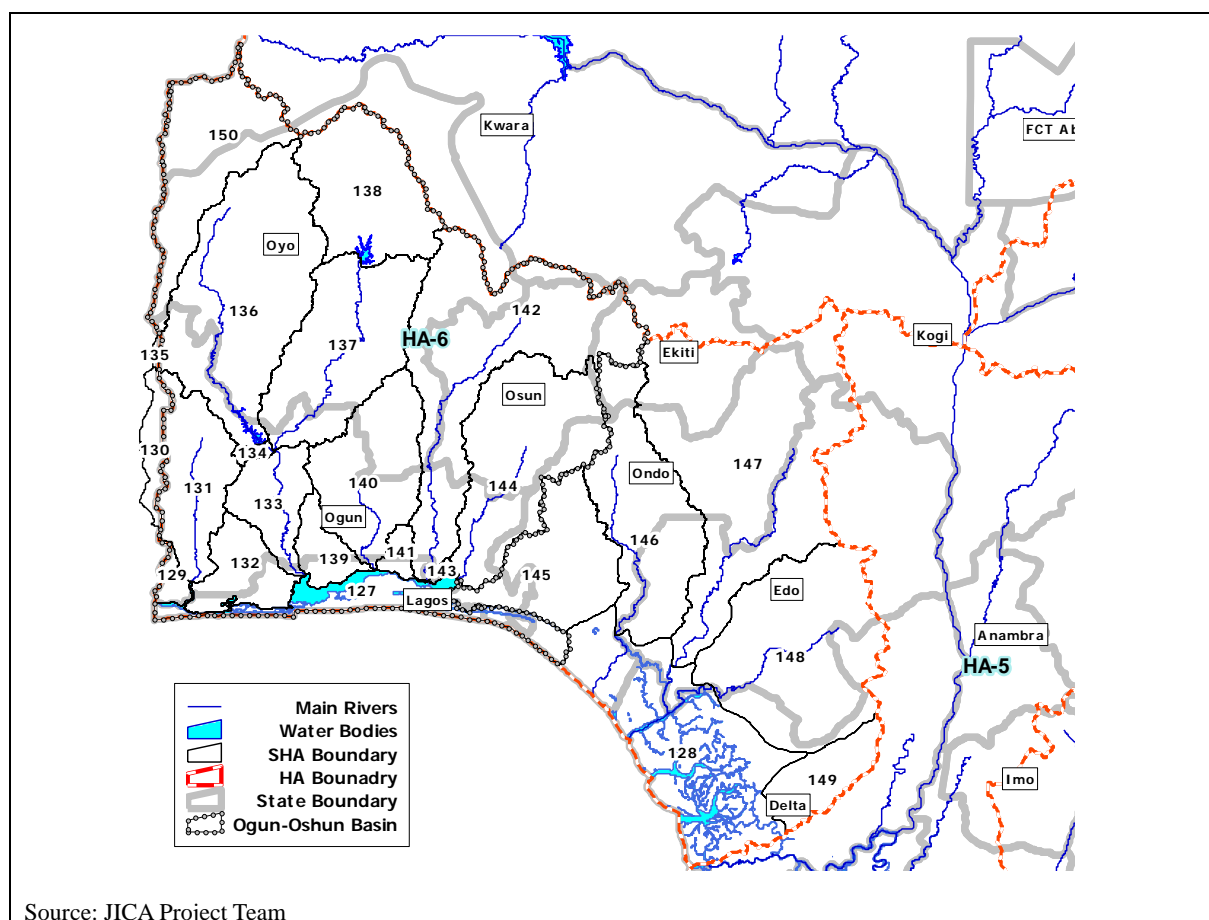 Kwara
FCT Ab
150
138
Oyo
136
142
HA-6
137
Kogi
135
Ekiti
Osun
130
134
147
Ondo
131
144
140
133
Ogun
146
139
141
132
129
143
145
127
Lagos
Edo
Anambra
148
HA-5
Main Rivers
Water Bodies
SHA Boundary
HA Bounadry
State Boundary
Ogun-Oshun Basin
128
149
Imo
Delta
Source: JICA Project Team